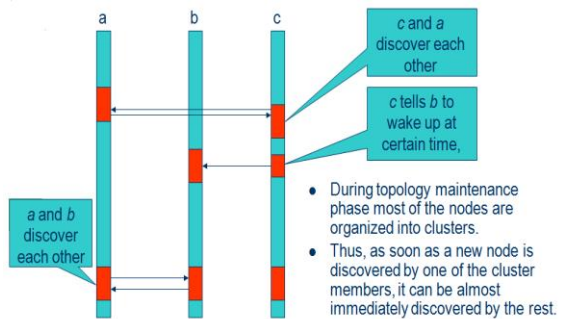 a
b
c
c and a
discover each
other
c tells b to
wake up at
certain time,
a and b
discover
each other
● During topology maintenance
phase most of the nodes are
organized into clusters.
● Thus, as soon as a new node is
discovered by one of the cluster
members, it can be almost
immediately discovered by the rest.